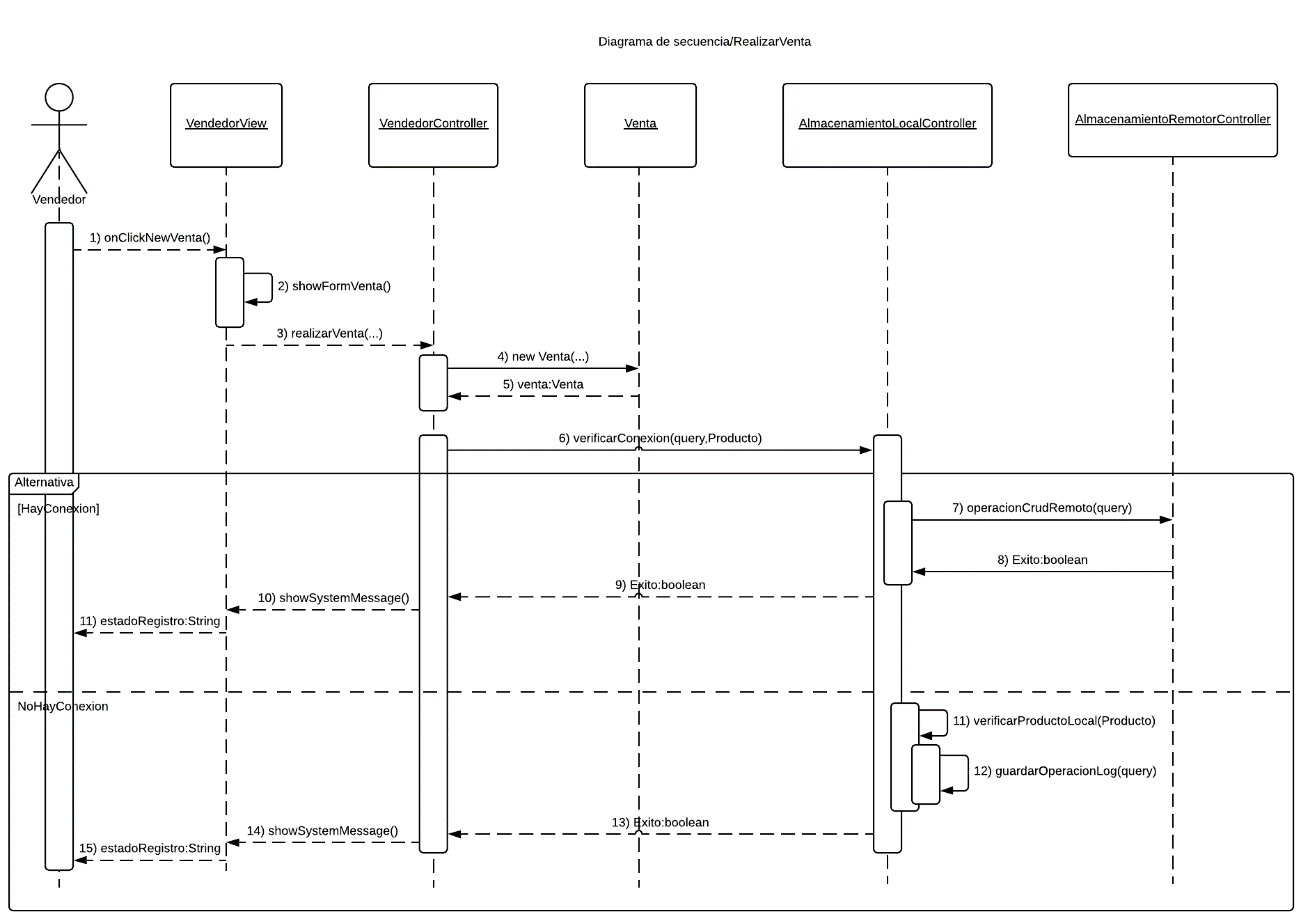 Diagrama de secuencia/RealizarVenta
VendedorView
VendedorController
Venta
AlmacenamientoLocalController
AlmacenamientoRemotorController
Vendedor
1) onClickNewVenta()
2) showFormVenta()
3) realizarVenta(...)
4) new Venta(...)
5) venta:Venta
6) verificarConexion(query,Producto)
Alternativa
[HayConexion]
7) operacionCrudRemoto(query)
8) Exito:boolean
9) Exito:boolean
10) showSystemMessage()
11) estadoRegistro:String
NoHayConexion
11) verificarProductoLocal(Producto)
12) guardarOperacionLog(query)
13) Exito:boolean
14) showSystemMessage()
15) estadoRegistro:String